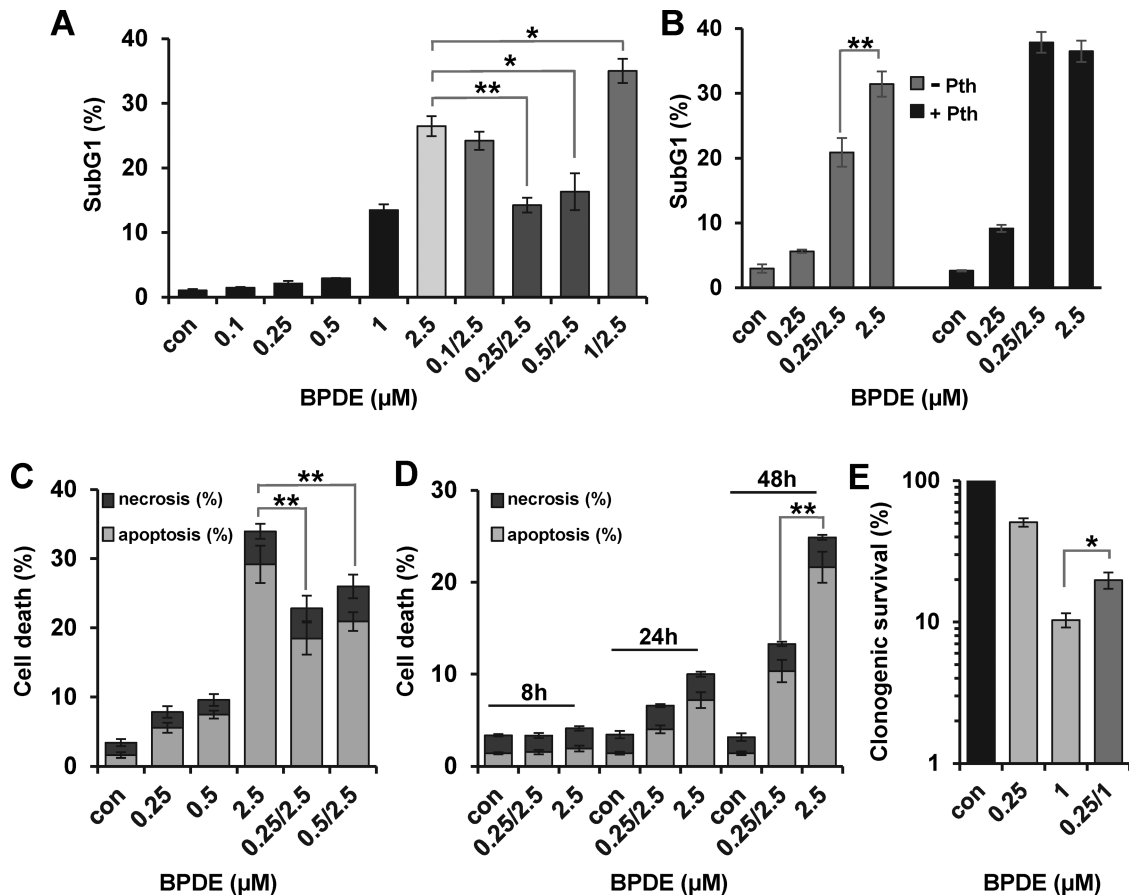 A
SubG1 (%)
40
30
20
10
0
*
*
**
con
0.1
0.25
0.5
1
2.5
0.1/2.5
0.25/2.5
0.5/2.5
1/2.5
BPDE (µM)
B
SubG1 (%)
40
30
20
10
0
**
- Pth
+ Pth
con
0.25
0.25/2.5
2.5
con
0.25
0.25/2.5
2.5
BPDE (µM)
C
Cell death (%)
40
30
20
10
0
necrosis (%)
apoptosis (%)
**
**
con
0.25
0.5
2.5
0.25/2.5
0.5/2.5
BPDE (µM)
D
Cell death (%)
30
20
10
0
necrosis (%)
apoptosis (%)
8h
24h
48h
**
con
0.25/2.5
2.5
con
0.25/2.5
2.5
con
0.25/2.5
2.5
BPDE (µM)
E
Clonogenic survival (%)
100
10
1
*
con
0.25
1
0.25/1
BPDE (µM)